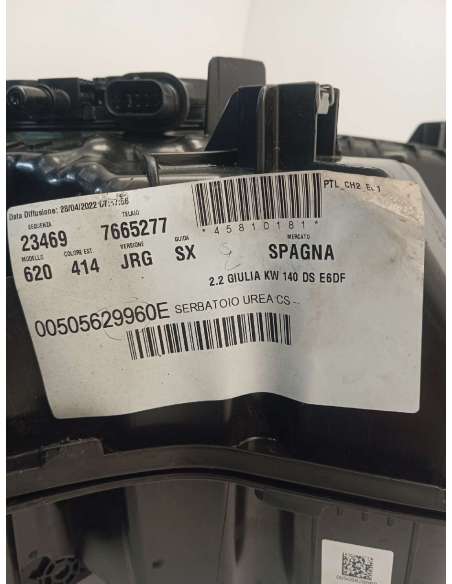 Data Diffusione: 28/04/2022
PTL_CH2
SEQUENZA TELAIO
23469 7665277
*45810181*
MODELLO COLORE EST. VERSIONE GUIDA MERCATO
620 414 JRG SX SPAGNA
2.2 GIULIA KW 140 DS E6DF
00505629960E SERBATOIO UREA CS--